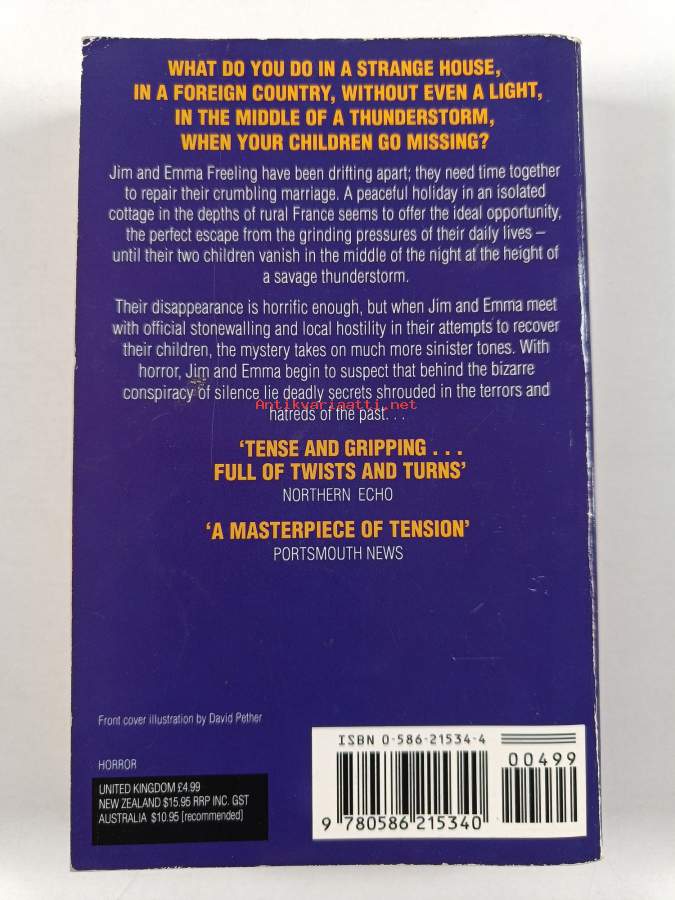 WHAT DO YOU DO IN A STRANGE HOUSE,
IN A FOREIGN COUNTRY, WITHOUT EVEN A LIGHT,
IN THE MIDDLE OF A THUNDERSTORM,
WHEN YOUR CHILDREN GO MISSING?
Jim and Emma Freeling have been drifting apart; they need time together
to repair their crumbling marriage. A peaceful holiday in an isolated
cottage in the depths of rural France seems to offer the ideal opportunity,
the perfect escape from the grinding pressures of their daily lives –
until their two children vanish in the middle of the night at the height of
a savage thunderstorm.
Their disappearance is horrific enough, but when Jim and Emma meet
with official stonewalling and local hostility in their attempts to recover
their children, the mystery takes on much more sinister tones. With
horror, Jim and Emma begin to suspect that behind the bizarre
conspiracy of silence lie deadly secrets shrouded in the terrors and
Antikvariaatti.net
hatreds of the past. . .
‘TENSE AND GRIPPING . . .
FULL OF TWISTS AND TURNS’
NORTHERN ECHO
‘A MASTERPIECE OF TENSION’
PORTSMOUTH NEWS
Front cover illustration by David Pether
HORROR
UNITED KINGDOM £4.99
NEW ZEALAND $15.95 RRP INC. GST
AUSTRALIA $10.95 [recommended]
ISBN 0-586-21534-4
00499
9 780586 215340